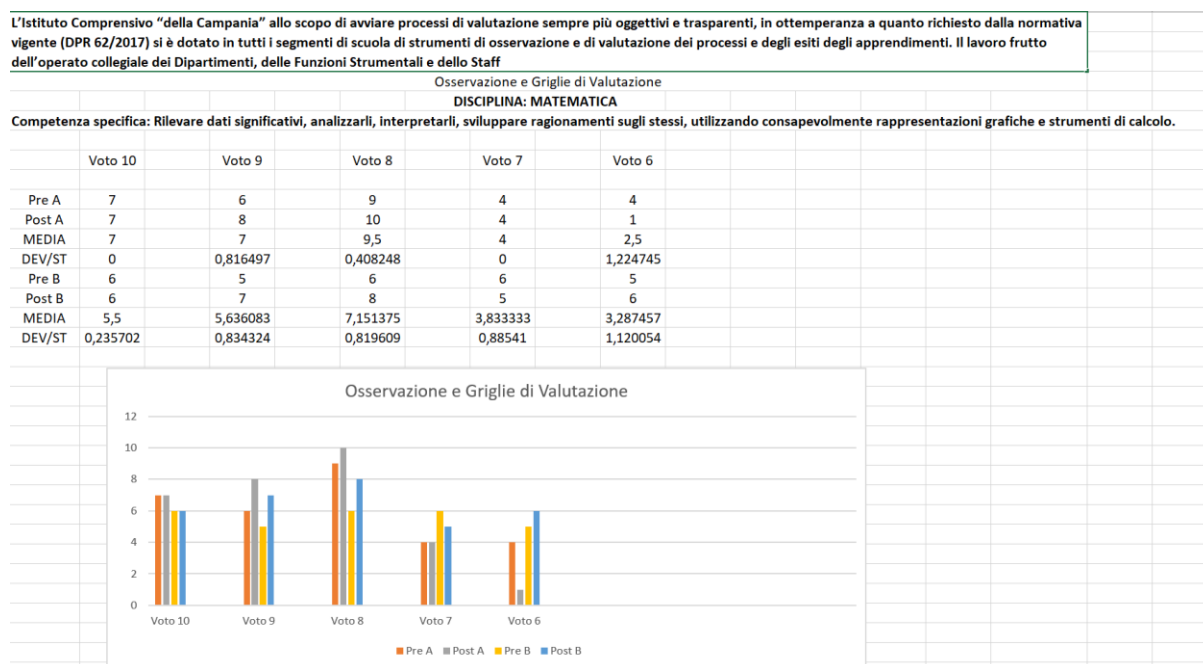 L’Istituto Comprensivo “della Campania” allo scopo di avviare processi di valutazione sempre più oggettivi e trasparenti, in ottemperanza a quanto richiesto dalla normativa
vigente (DPR 62/2017) si è dotato in tutti i segmenti di scuola di strumenti di osservazione e di valutazione dei processi e degli esiti degli apprendimenti. Il lavoro frutto
dell’operato collegiale dei Dipartimenti, delle Funzioni Strumentali e dello Staff
Osservazione e Griglie di Valutazione
DISCIPLINA: MATEMATICA
Competenza specifica: Rilevare dati significativi, analizzarli, interpretarli, sviluppare ragionamenti sugli stessi, utilizzando consapevolmente rappresentazioni grafiche e strumenti di calcolo.
Voto 10 Voto 9 Voto 8 Voto 7 Voto 6
Pre A 7 6 9 4 4
Post A 7 8 10 4 1
MEDIA 7 7 9,5 4 2,5
DEV/ST 0 0,816497 0,408248 0 1,224745
Pre B 6 5 6 6 5
Post B 6 7 8 5 6
MEDIA 5,5 5,636083 7,151375 3,833333 3,287457
DEV/ST 0,235702 0,834324 0,819609 0,88541 1,120054
Osservazione e Griglie di Valutazione
12
10
8
6
4
2
0
Voto 10 Voto 9 Voto 8 Voto 7 Voto 6
Pre A Post A Pre B Post B